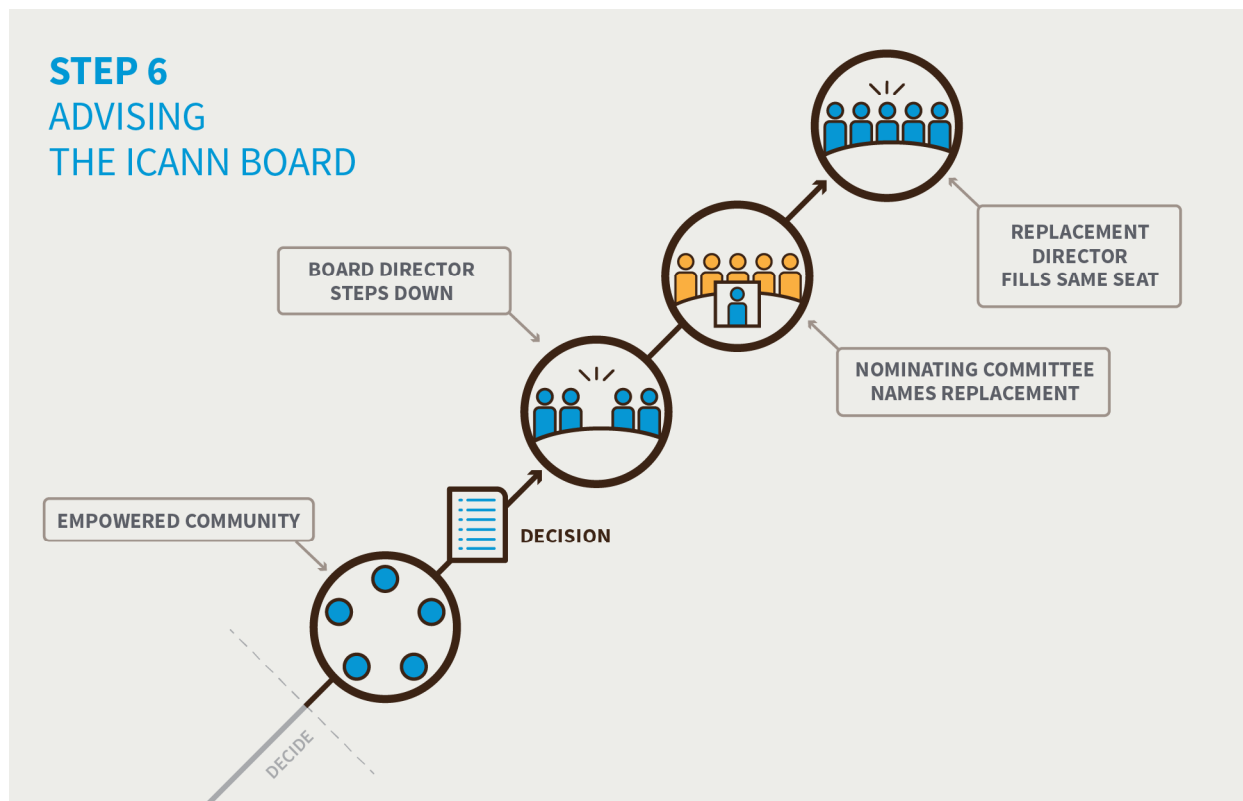 STEP 6
ADVISING
THE ICANN BOARD
REPLACEMENT
DIRECTOR
FILLS SAME SEAT
BOARD DIRECTOR
STEPS DOWN
NOMINATING COMMITTEE
NAMES REPLACEMENT
EMPOWERED COMMUNITY
DECISION
DECIDE